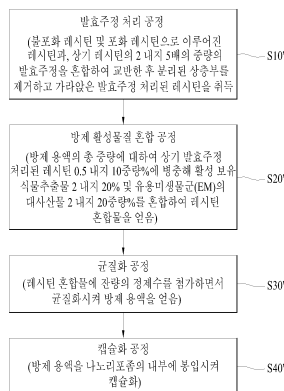 발효주정 처리 공정
(불포화 레시틴 및 포화 레시틴으로 이루어진
레시틴과, 상기 레시틴의 2 내지 5배의 중량의
발효주정을 혼합하여 교반한 후 분리된 상층부를
제거하고 가라앉은 발효주정 처리된 레시틴을 취득
S10'
방제 활성물질 혼합 공정
(방제 용액의 총 중량에 대하여 상기 발효주정
처리된 레시틴 0.5 내지 10중량%에 병충해 활성 보유
식물추출물 2 내지 20% 및 유용미생물군(EM)의
대사산물 2 내지 20중량%를 혼합하여 레시틴
혼합물을 얻음)
S20'
균질화 공정
(레시틴 혼합물에 잔량의 정제수를 첨가하면서
균질화시켜 방제 용액을 얻음)
S30'
캡슐화 공정
(방제 용액을 나노리포좀의 내부에 봉입시켜
캡슐화)
S40'